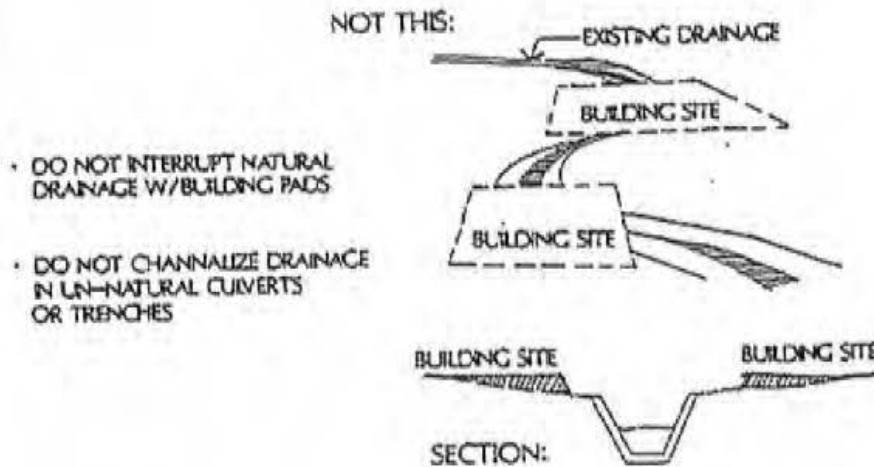 NOT THIS:
EXISTING DRAINAGE
BUILDING SITE
• DO NOT INTERRUPT NATURAL
DRAINAGE W/BUILDING PADS
BUILDING SITE
• DO NOT CHANNALIZE DRAINAGE
IN UN-NATURAL CULVERTS
OR TRENCHES
BUILDING SITE
BUILDING SITE
SECTION: